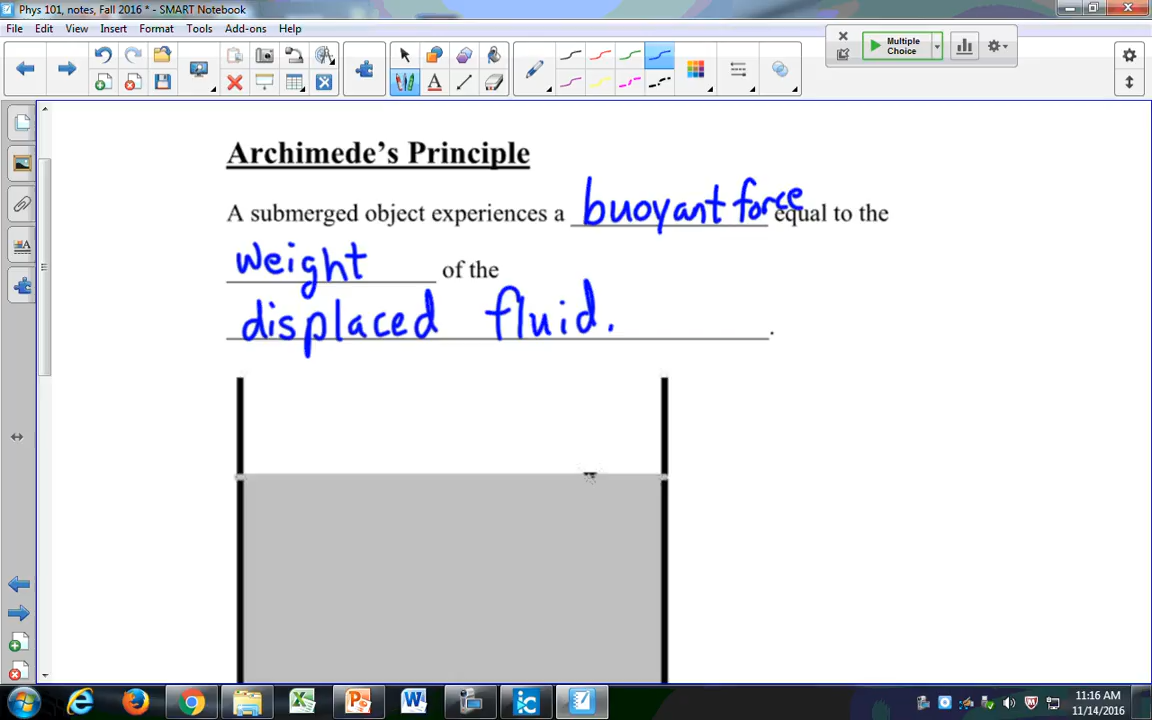 Phys 101, notes, Fall 2016 * - SMART Notebook
File Edit View Insert Format Tools Add-ons Help
Multiple
Choice
Archimede's Principle
A submerged object experiences a buoyant force equal to the
weight of the
displaced fluid. .
11:16 AM
11/14/2016